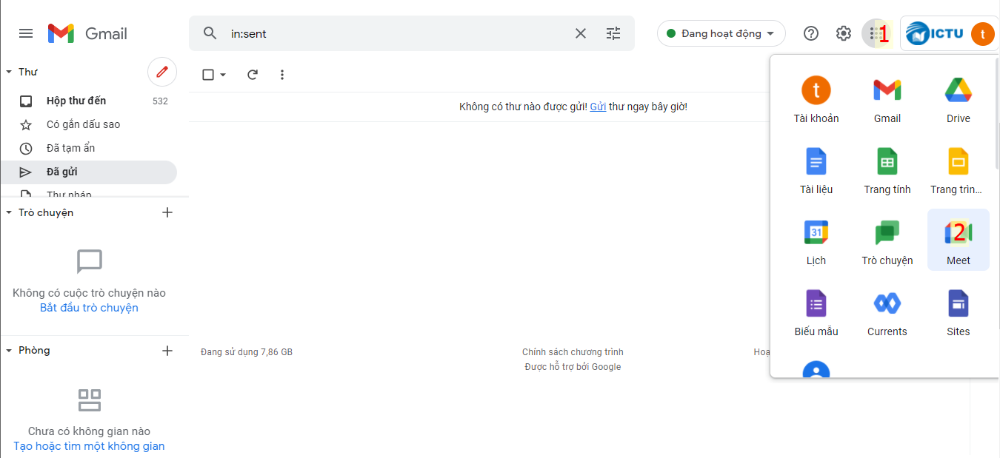 Gmail
in:sent
Đang hoạt động
1
ICTU
t
Thư
Hộp thư đến 532
Có gắn dấu sao
Đã tạm ẩn
Đã gửi
Thư nháp
Trò chuyện
Không có cuộc trò chuyện nào
Bắt đầu trò chuyện
Phòng
Chưa có không gian nào
Tạo hoặc tìm một không gian
Không có thư nào được gửi! Gửi thư ngay bây giờ!
Đang sử dụng 7,86 GB
Chính sách chương trình
Được hỗ trợ bởi Google
Hoạ
t
Tài khoản
Gmail
Drive
Tài liệu
Trang tính
Trang trìn...
31
Lịch
Trò chuyện
2
Meet
Biểu mẫu
Currents
Sites